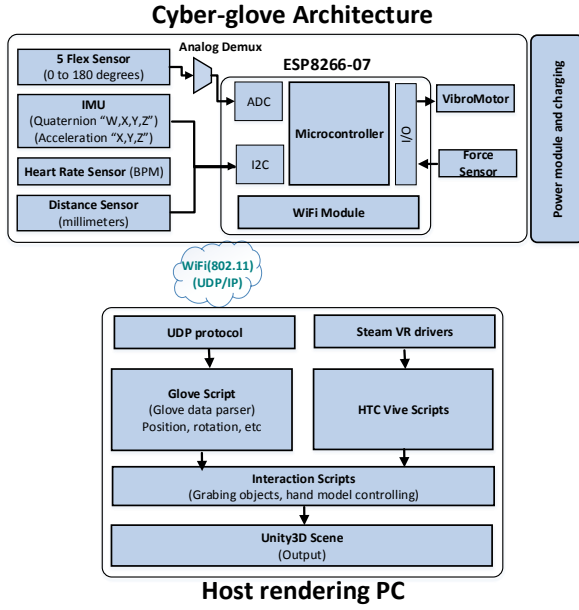 Cyber-glove Architecture
5 Flex Sensor
(0 to 180 degrees)
Analog Demux
ESP8266-07
IMU
(Quaternion “W,X,Y,Z”)
(Acceleration “X,Y,Z”)
Heart Rate Sensor (BPM)
Distance Sensor
(millimeters)
ADC
I2C
Microcontroller
I/O
WiFi Module
VibroMotor
Force
Sensor
Power module and charging
WiFi(802.11)
(UDP/IP)
UDP protocol
Steam VR drivers
Glove Script
(Glove data parser)
Position, rotation, etc
HTC Vive Scripts
Interaction Scripts
(Grabing objects, hand model controlling)
Unity3D Scene
(Output)
Host rendering PC